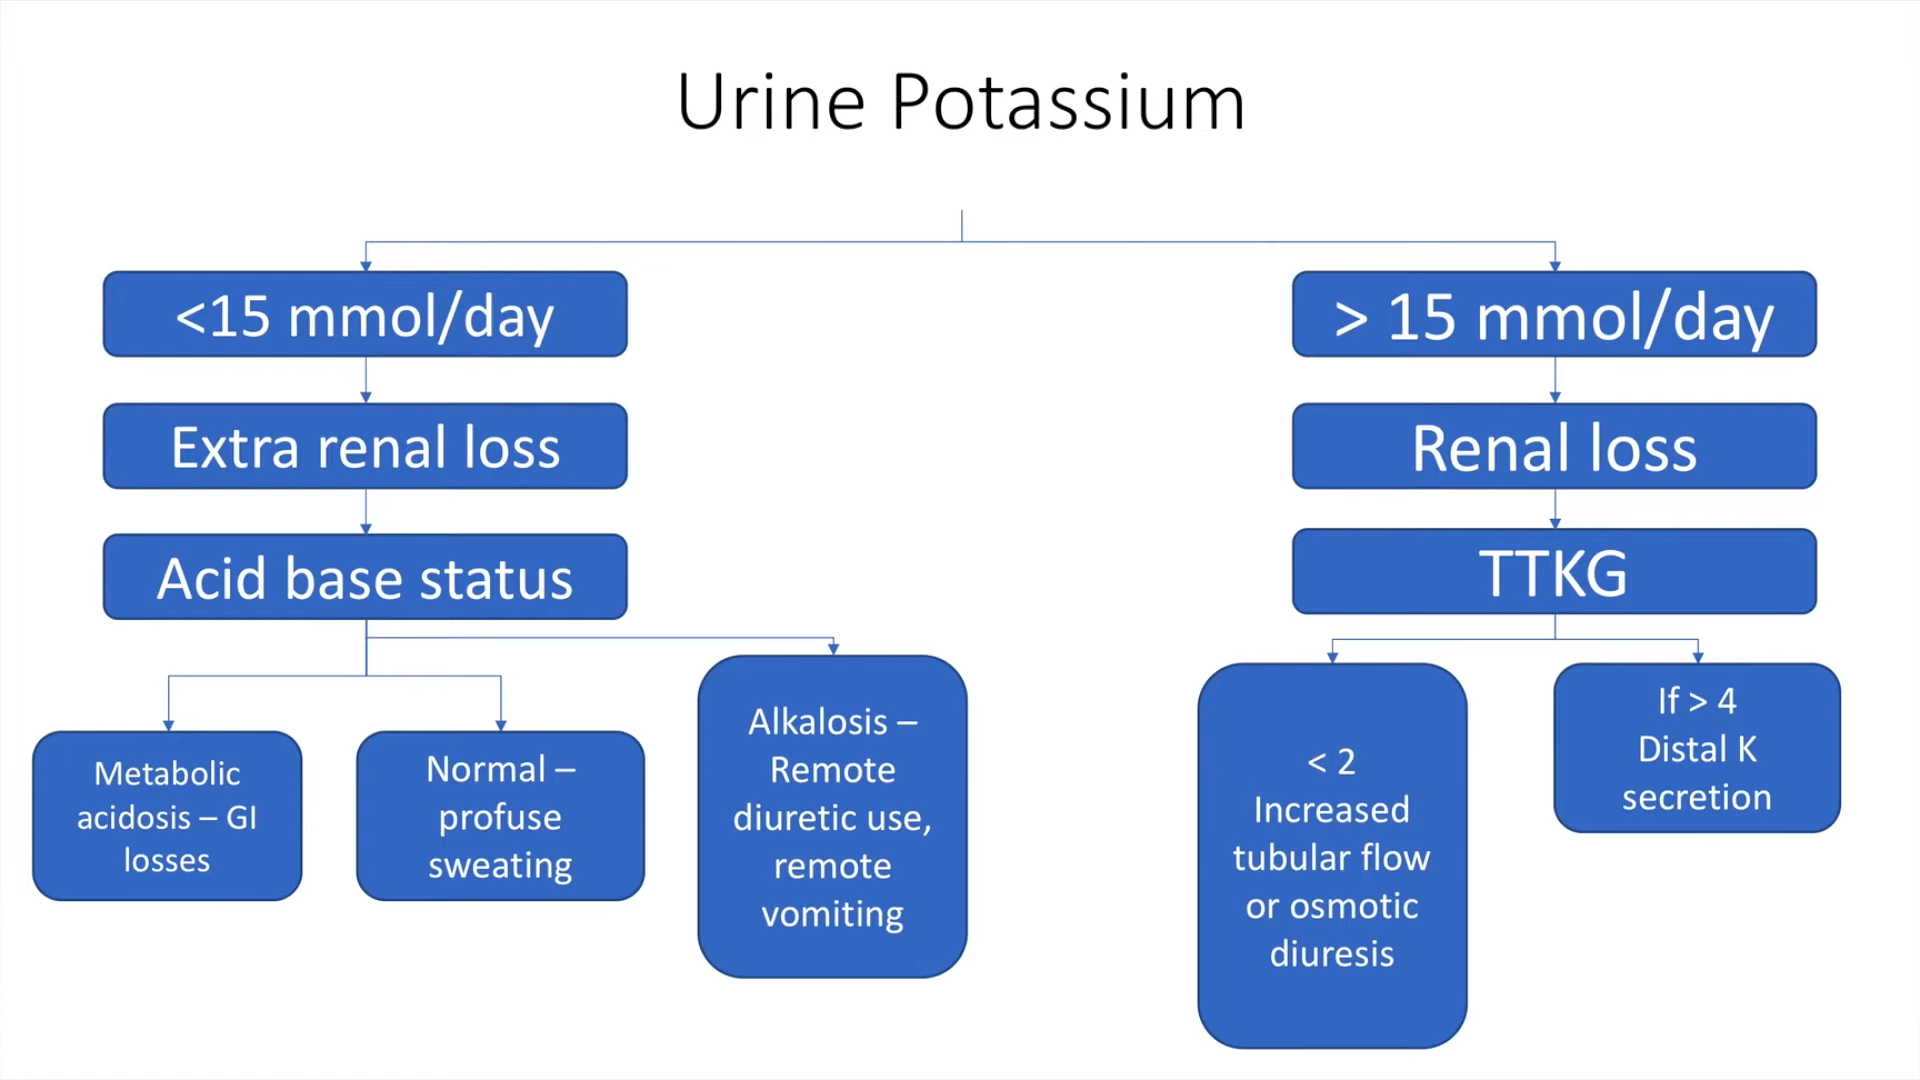 Urine Potassium
<15 mmol/day
> 15 mmol/day
Extra renal loss
Renal loss
Acid base status
TTKG
Metabolic
acidosis – GI
losses
Normal –
profuse
sweating
Alkalosis –
Remote
diuretic use,
remote
vomiting
< 2
Increased
tubular flow
or osmotic
diuresis
If > 4
Distal K
secretion